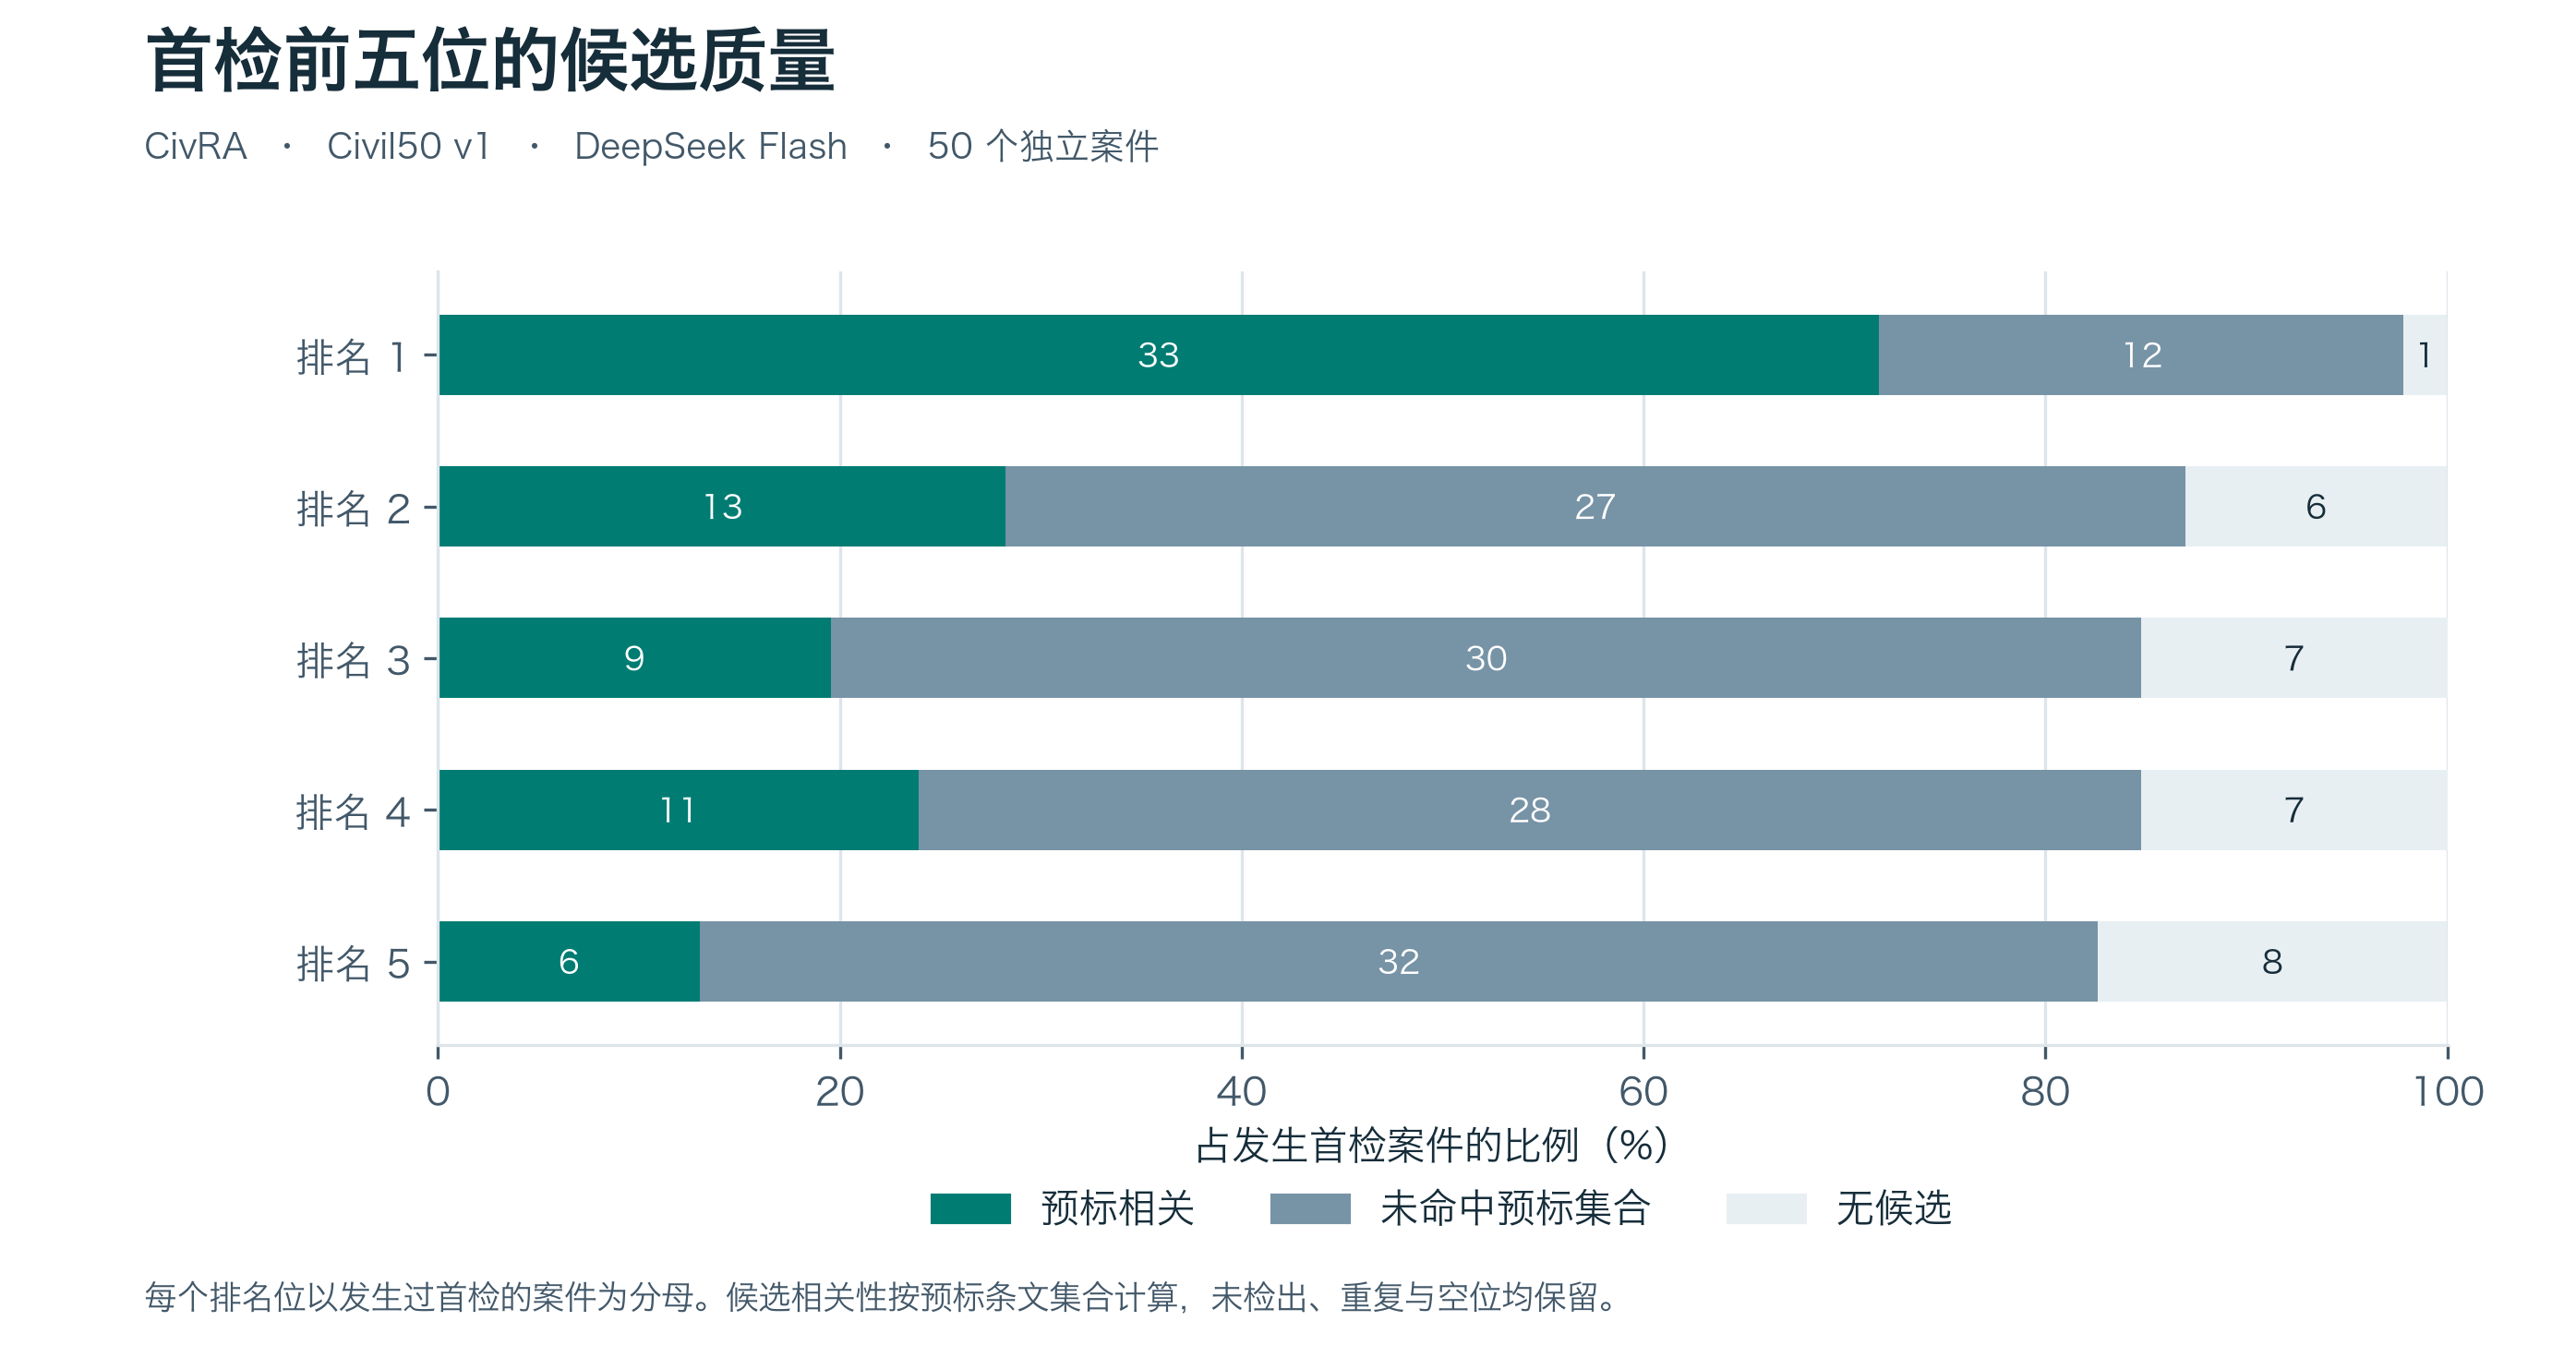 首检前五位的候选质量
CivRA · Civil50 v1 · DeepSeek Flash · 50 个独立案件
排名 1 33 12 1
排名 2 13 27 6
排名 3 9 30 7
排名 4 11 28 7
排名 5 6 32 8
0 20 40 60 80 100
占发生首检案件的比例（%）
预标相关 未命中预标集合 无候选
每个排名位以发生过首检的案件为分母。候选相关性按预标条文集合计算，未检出、重复与空位均保留。